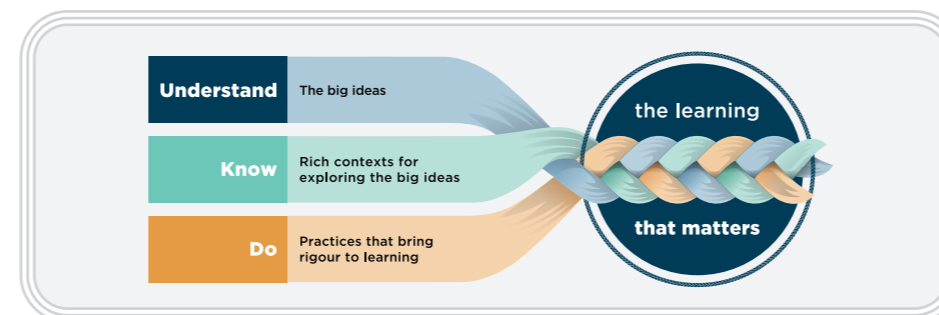 Understand
The big ideas
Know
Rich contexts for
exploring the big ideas
Do
Practices that bring
rigour to learning
the learning
that matters